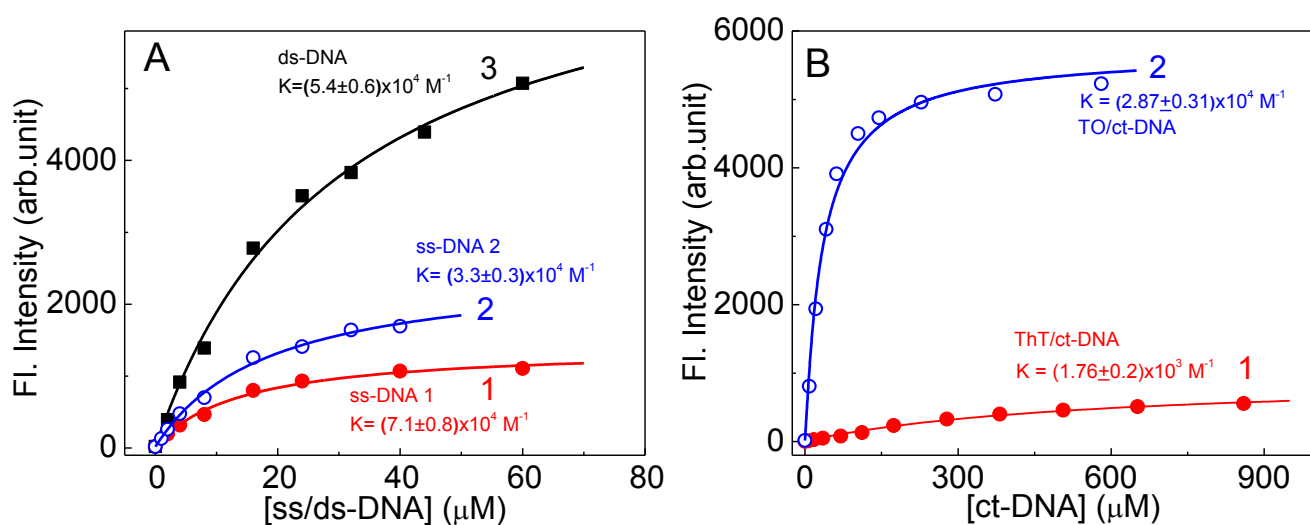 A
ds-DNA
K=(5.4±0.6)x10⁴ M⁻¹
3
ss-DNA 2
K= (3.3±0.3)x10⁴ M⁻¹
2
ss-DNA 1
K= (7.1±0.8)x10⁴ M⁻¹
1
Fl. Intensity (arb.unit)
4000
2000
0
0 20 40 60 80
[ss/ds-DNA] (μM)
B
2
K = (2.87±0.31)x10⁴ M⁻¹
TO/ct-DNA
ThT/ct-DNA
K = (1.76±0.2)x10³ M⁻¹
1
Fl. Intensity (arb.unit)
6000
4000
2000
0
0 300 600 900
[ct-DNA] (μM)